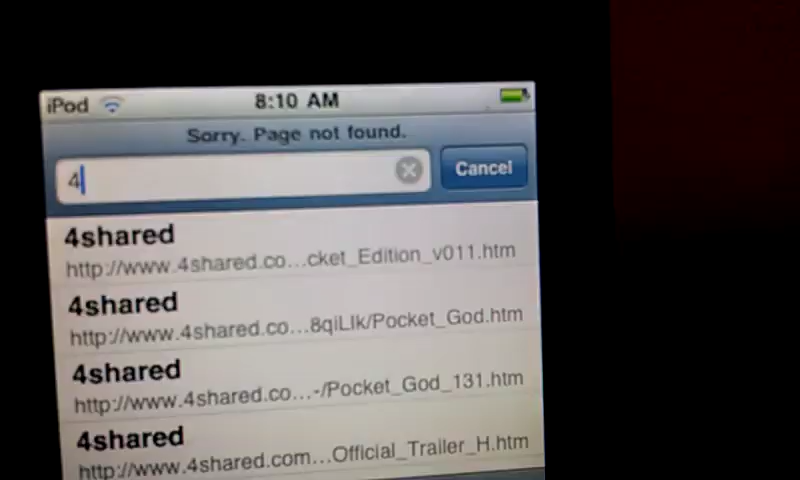 iPod 8:10 AM
Sorry. Page not found.
4 Cancel
4shared
http://www.4shared.co...cket_Edition_v011.htm
4shared
http://www.4shared.co...8qiLlk/Pocket_God.htm
4shared
http://www.4shared.co...-/Pocket_God_131.htm
4shared
http://www.4shared.com...Official_Trailer_H.htm